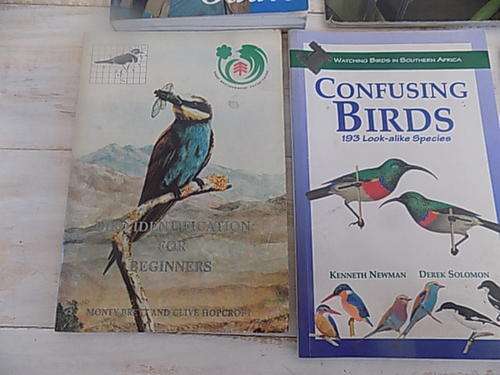 BIRD IDENTIFICATION
FOR
BEGINNERS
MONTY BRETT AND CLIVE HOPCROFT
WATCHING BIRDS IN SOUTHERN AFRICA
CONFUSING
BIRDS
193 Look-alike Species
KENNETH NEWMAN DEREK SOLOMON